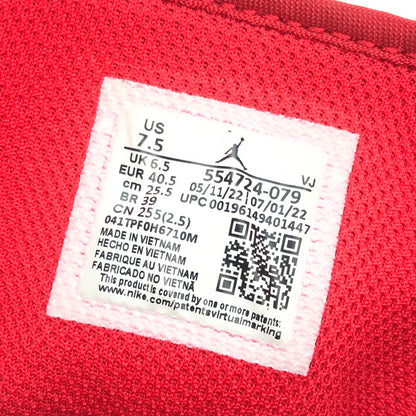 US
7.5
VJ
UK 6.5
EUR 40.5
cm 25.5
BR 39
CN 255(2.5)
554724-079
05/11/22 07/01/22
UPC 00196149401447
041TPF0H6710M
MADE IN VIETNAM
HECHO EN VIETNAM
FABRIQUÉ AU VIETNAM
FABRICADO NO VIETNÃ
This product is covered by one or more patents:
www.nike.com/patentsvirtualmarking